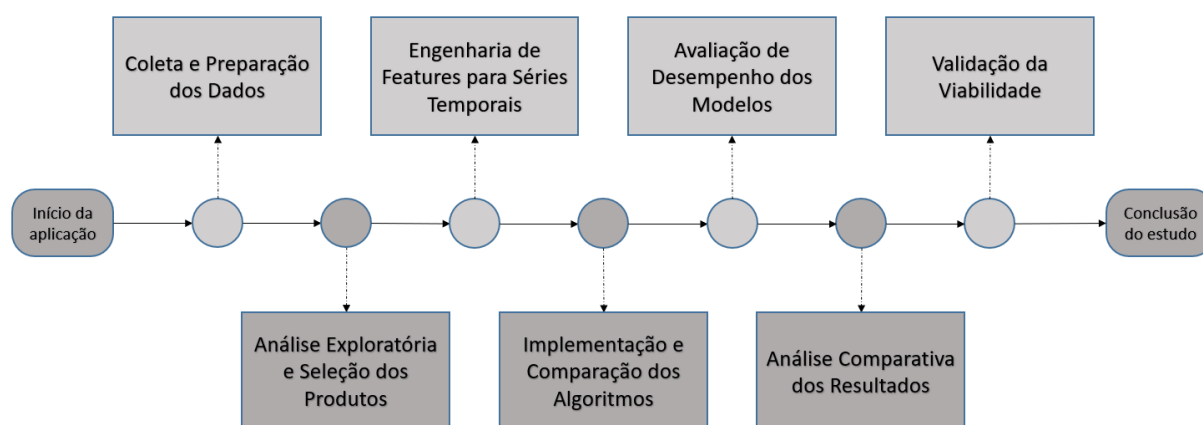 Coleta e Preparação
dos Dados
Engenharia de
Features para Séries
Temporais
Avaliação de
Desempenho dos
Modelos
Validação da
Viabilidade
Início da
aplicação
Conclusão
do estudo
Análise Exploratória
e Seleção dos
Produtos
Implementação e
Comparação dos
Algoritmos
Análise Comparativa
dos Resultados